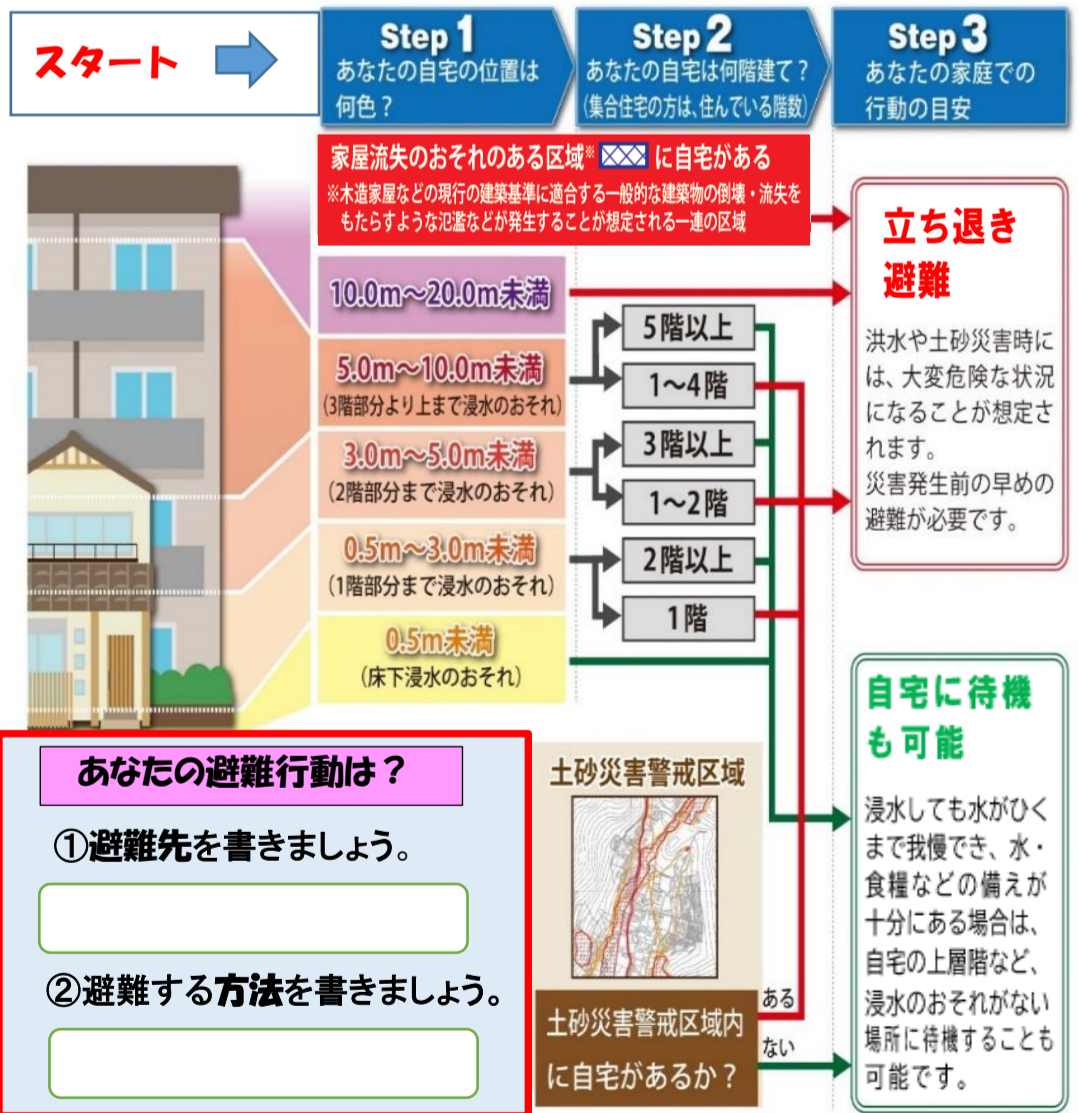 スタート
Step 1
あなたの自宅の位置は
何色？
Step 2
あなたの自宅は何階建て？
（集合住宅の方は、住んでいる階数）
Step 3
あなたの家庭での
行動の目安
家屋流失のおそれのある区域※ に自宅がある
※木造家屋などの現行の建築基準に適合する一般的な建築物の倒壊・流失を
もたらすような氾濫などが発生することが想定される一連の区域
10.0m～20.0m未満
5.0m～10.0m未満
（3階部分より上まで浸水のおそれ）
3.0m～5.0m未満
（2階部分まで浸水のおそれ）
0.5m～3.0m未満
（1階部分まで浸水のおそれ）
0.5m未満
（床下浸水のおそれ）
5階以上
1～4階
3階以上
1～2階
2階以上
1階
立ち退き
避難
洪水や土砂災害時に
は、大変危険な状況
になることが想定さ
れます。
災害発生前の早めの
避難が必要です。
自宅に待機
も可能
浸水しても水がひく
まで我慢でき、水・
食糧などの備えが
十分にある場合は、
自宅の上層階など、
浸水のおそれがない
場所に待機することも
可能です。
土砂災害警戒区域
土砂災害警戒区域内
に自宅があるか？
ある
ない
あなたの避難行動は？
①避難先を書きましょう。
②避難する方法を書きましょう。